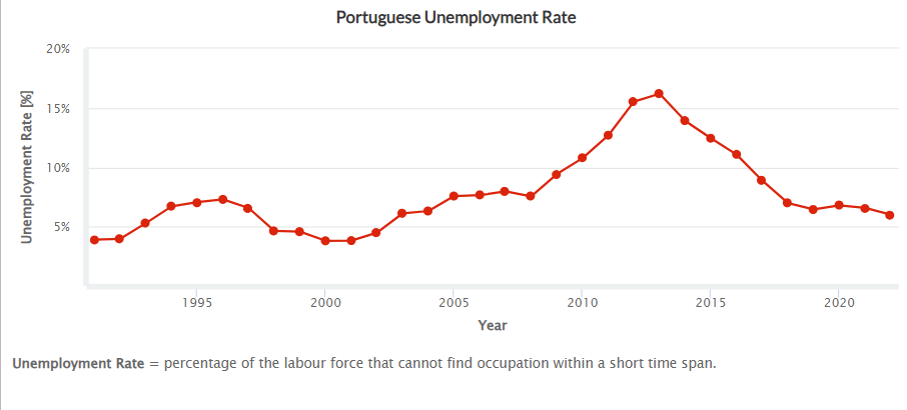 Portuguese Unemployment Rate
20%
15%
10%
5%
Unemployment Rate [%]
1995 2000 2005 2010 2015 2020
Year
Unemployment Rate = percentage of the labour force that cannot find occupation within a short time span.